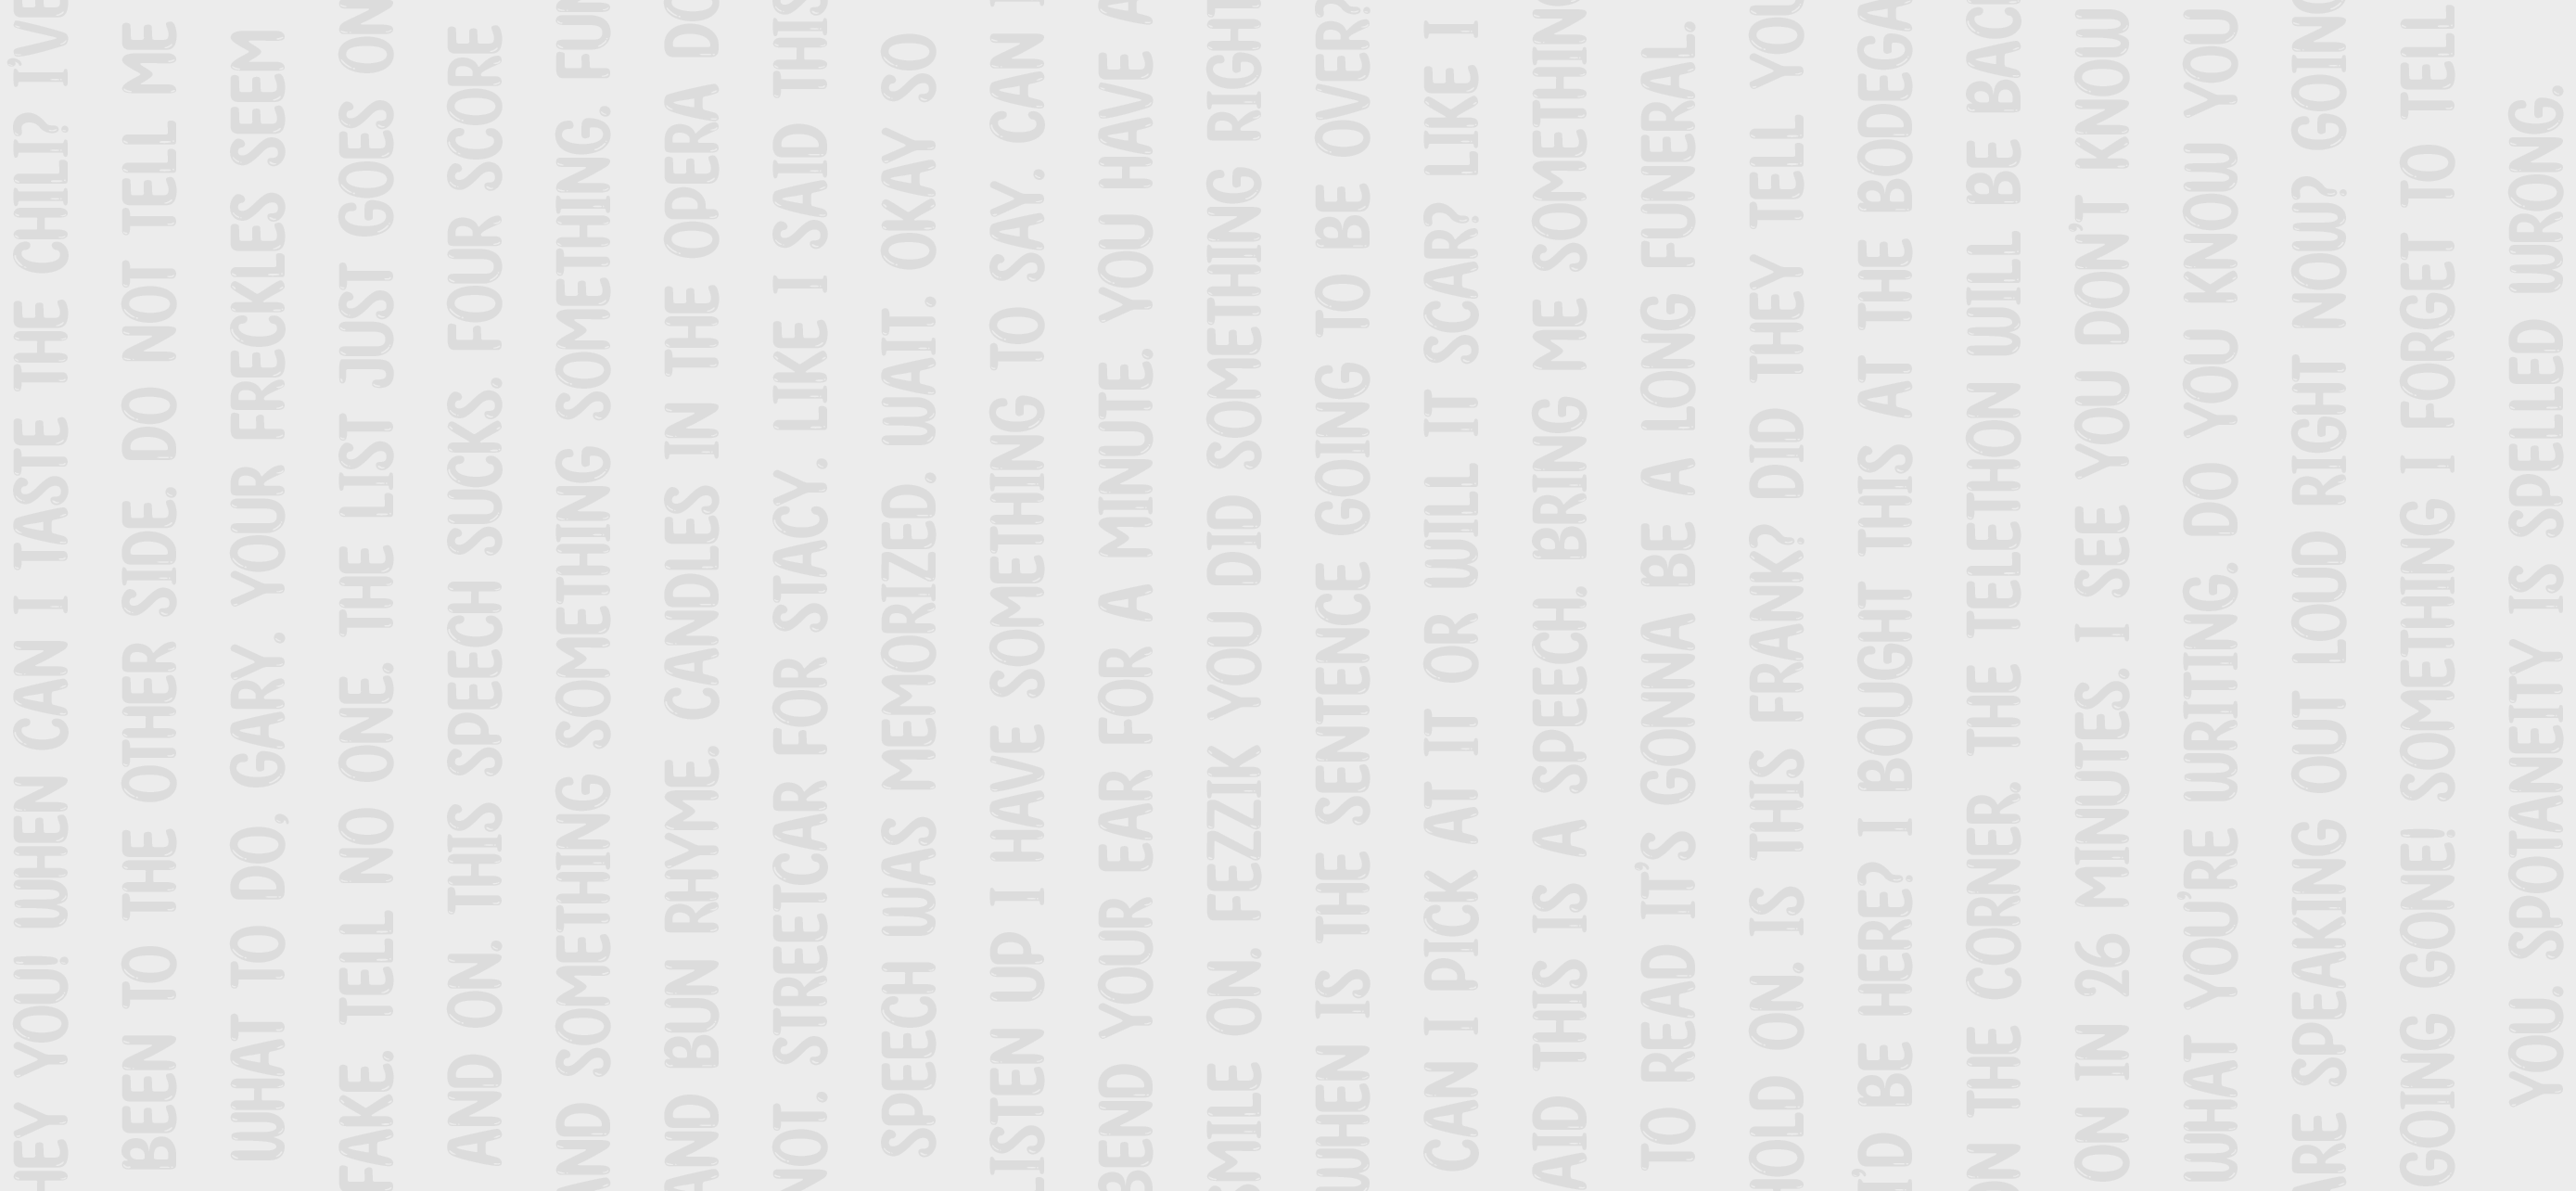 HEY YOU! WHEN CAN I TASTE THE CHILI? I'VE
BEEN TO THE OTHER SIDE. DO NOT TELL ME
WHAT TO DO, GARY. YOUR FRECKLES SEEM
FAKE. TELL NO ONE. THE LIST JUST GOES ON
AND ON. THIS SPEECH SUCKS. FOUR SCORE
AND SOMETHING SOMETHING SOMETHING. FUN
AND BUN RHYME. CANDLES IN THE OPERA DO
NOT. STREETCAR FOR STACY. LIKE I SAID THIS
SPEECH WAS MEMORIZED. WAIT. OKAY SO
LISTEN UP I HAVE SOMETHING TO SAY. CAN I
BEND YOUR EAR FOR A MINUTE. YOU HAVE A
SMILE ON. FEZZIK YOU DID SOMETHING RIGHT
WHEN IS THE SENTENCE GOING TO BE OVER?
CAN I PICK AT IT OR WILL IT SCAR? LIKE I
SAID THIS IS A SPEECH. BRING ME SOMETHING
TO READ IT'S GONNA BE A LONG FUNERAL.
HOLD ON. IS THIS FRANK? DID THEY TELL YOU
I'D BE HERE? I BOUGHT THIS AT THE BODEGA
ON THE CORNER. THE TELETHON WILL BE BACK
ON IN 26 MINUTES. I SEE YOU DON'T KNOW
WHAT YOU'RE WRITING. DO YOU KNOW YOU
ARE SPEAKING OUT LOUD RIGHT NOW? GOING
GOING GONE! SOMETHING I FORGET TO TELL
YOU. SPOTANEITY IS SPELLED WRONG.